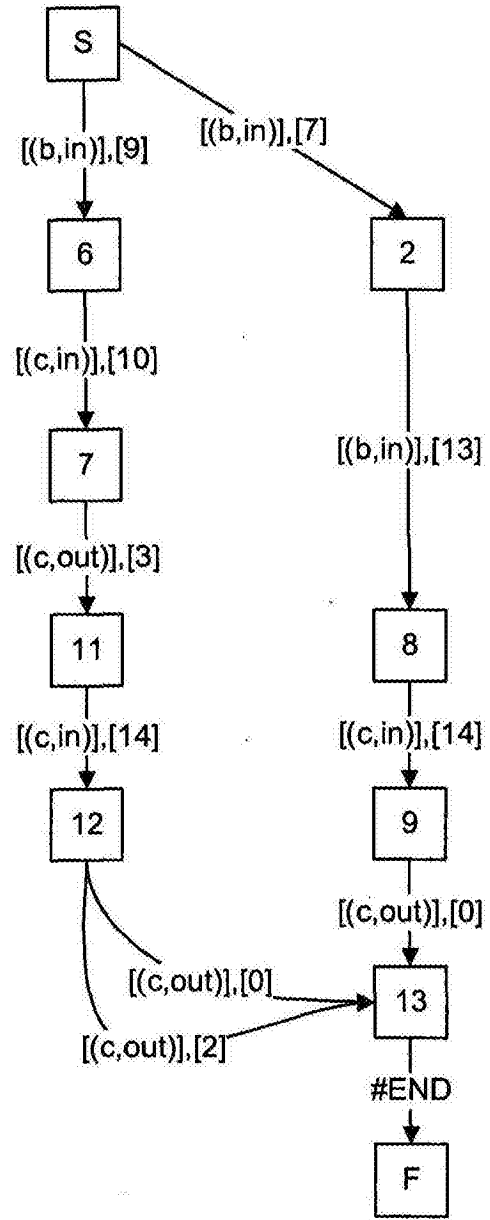 S
[(b,in)],[9]
[(b,in)],[7]
6
2
[(c,in)],[10]
[(b,in)],[13]
7
[(c,out)],[3]
11
8
[(c,in)],[14]
[(c,in)],[14]
12
9
[(c,out)],[0]
[(c,out)],[0]
13
[(c,out)],[2]
#END
F